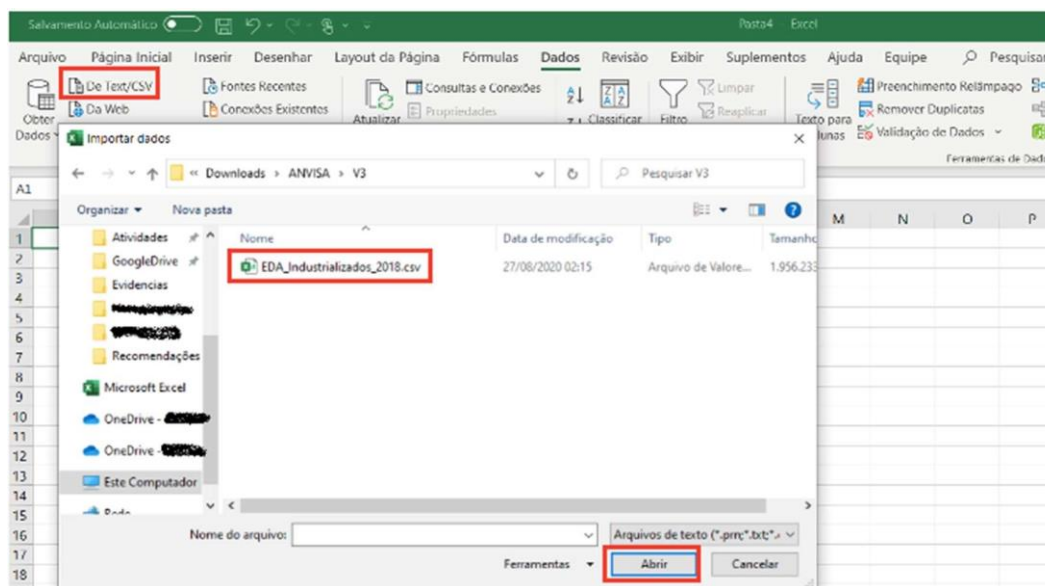 Salvamento Automático Pasta4 Excel
Arquivo Página Inicial Inserir Desenhar Layout da Página Fórmulas Dados Revisão Exibir Suplementos Ajuda Equipe Pesquisar
De Text/CSV Fontes Recentes Consultas e Conexões Limpar Preenchimento Relâmpago
Da Web Conexões Existentes Propriedades Reaplicar Remover Duplicatas
Obter Dados Atualizar Classificar Filtro Texto para lunas Validação de Dados
Ferramentas de Dad
Importar dados
A1
« Downloads > ANVISA > V3 Pesquisar V3
Organizar Nova pasta
M N O P
Nome Data de modificação Tipo Tamanho
Atividades
EDA_Industrializados_2018.csv 27/08/2020 02:15 Arquivo de Valore... 1.956.233
GoogleDrive
Evidencias
Recomendações
Microsoft Excel
OneDrive -
OneDrive -
Este Computador
Rede
Nome do arquivo: Arquivos de texto (*.prn;*.txt;*.
Ferramentas Abrir Cancelar
1
2
3
4
5
6
7
8
9
10
11
12
13
14
15
16
17
18